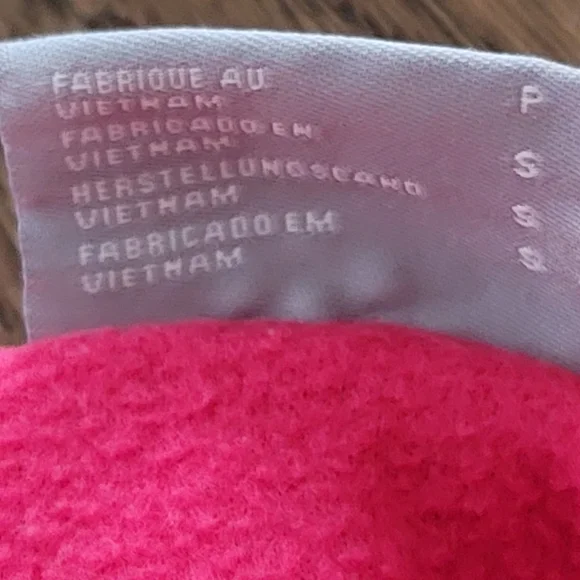 FABRIQUE AU P
VIETNAM
FABRICADO EN S
VIETNAM
HERSTELLUNGSLAND S
VIETNAM
FABRICADO EM S
VIETNAM